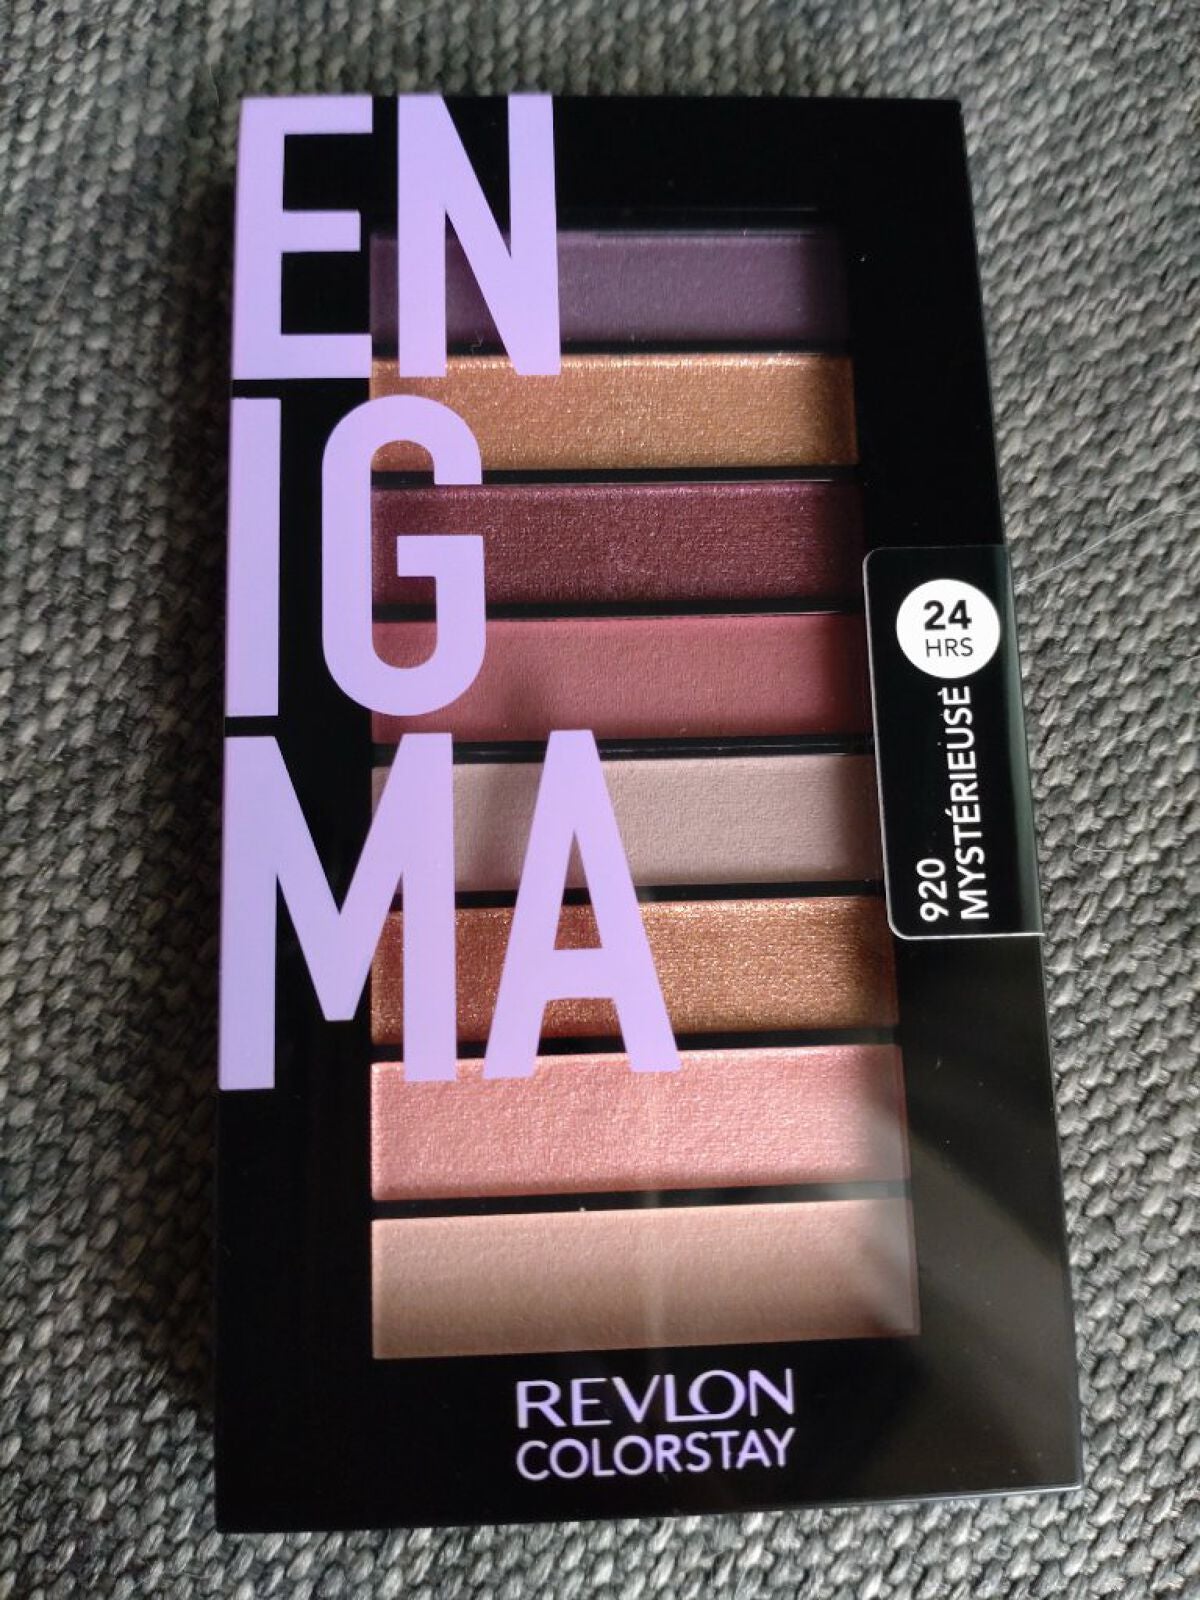 EN
IG
MA
24
HRS
920
MYSTÉRIEUSE
REVLON
COLORSTAY